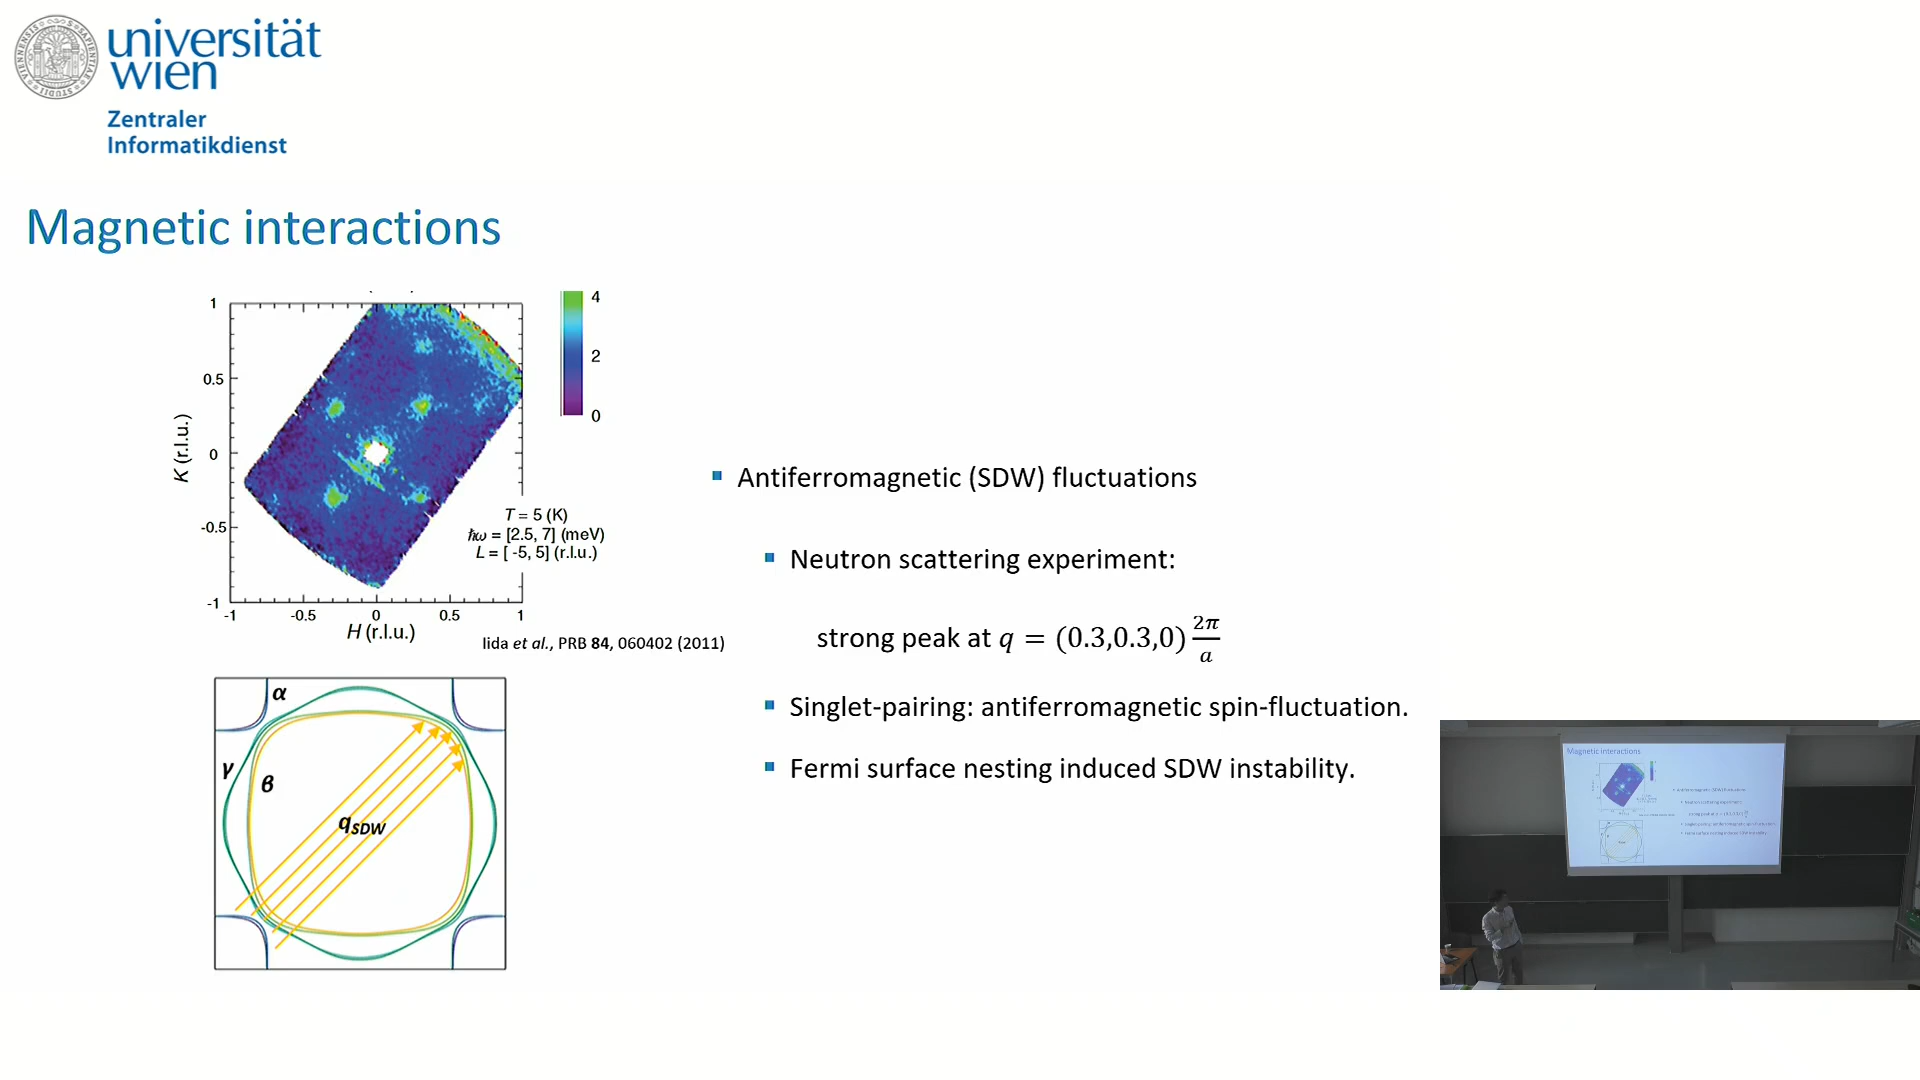 universität
wien
Zentraler
Informatikdienst
Magnetic interactions
1
0.5
0
-0.5
-1
K (r.l.u.)
-1
-0.5
0
0.5
1
H (r.l.u.)
4
2
0
T = 5 (K)
ħω = [2.5, 7] (meV)
L = [ -5, 5] (r.l.u.)
Iida et al., PRB 84, 060402 (2011)
α
γ
β
qSDW
Antiferromagnetic (SDW) fluctuations
Neutron scattering experiment:
strong peak at q = (0.3,0.3,0) 2π/a
Singlet-pairing: antiferromagnetic spin-fluctuation.
Fermi surface nesting induced SDW instability.
Magnetic interactions